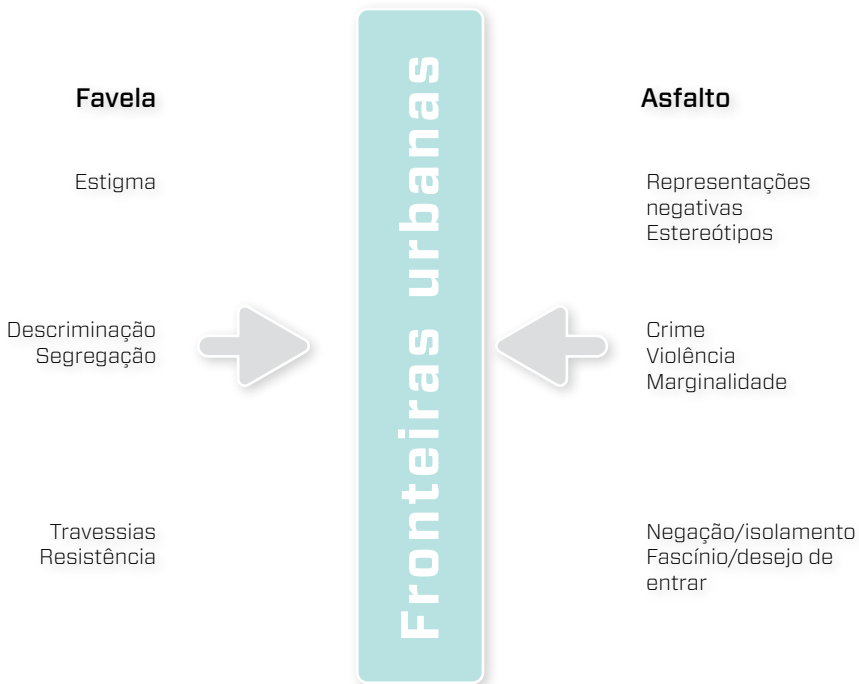 Favela
Estigma
Descriminação
Segregação
Travessias
Resistência
Fronteiras urbanas
Asfalto
Representações
negativas
Estereótipos
Crime
Violência
Marginalidade
Negação/isolamento
Fascínio/desejo de
entrar